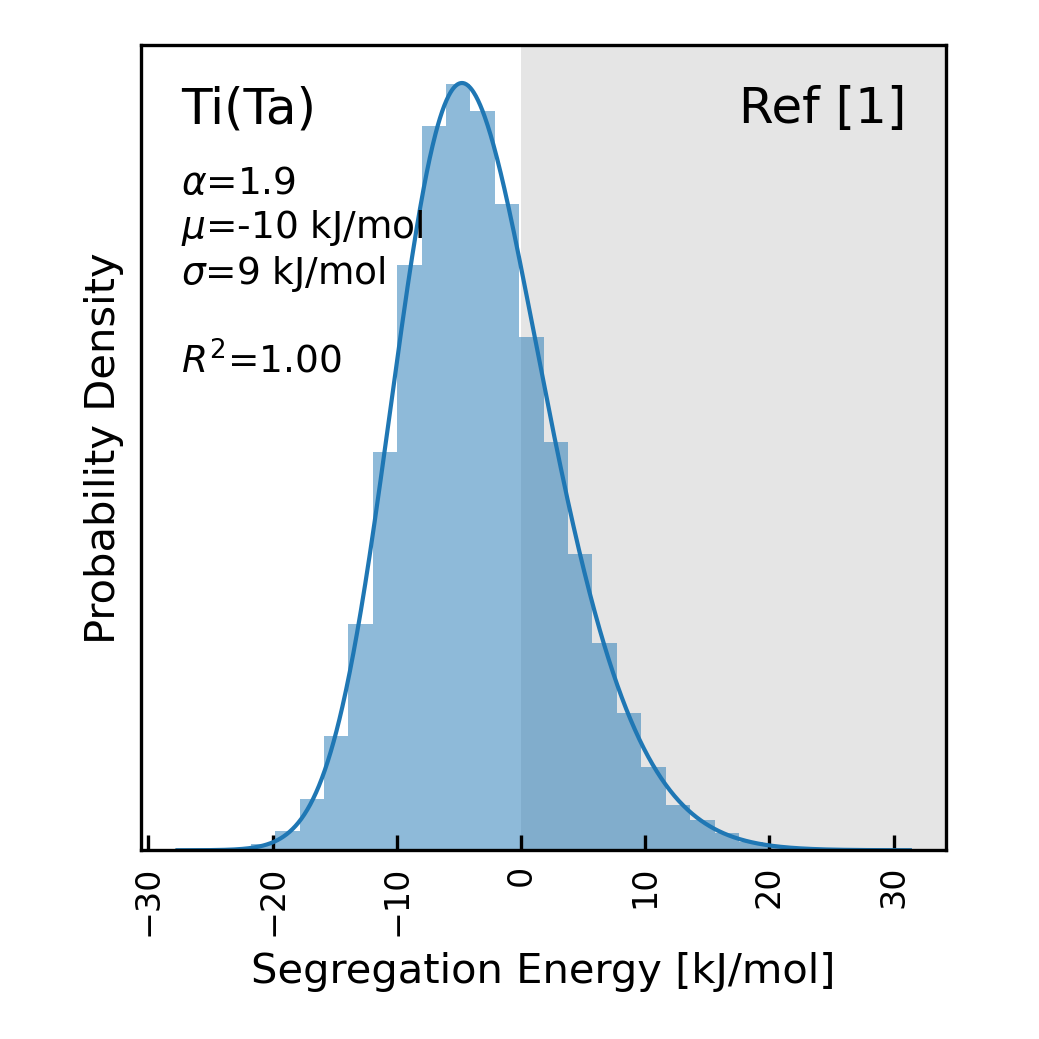 Ti(Ta)
Ref [1]
α=1.9
μ=-10 kJ/mol
σ=9 kJ/mol
R²=1.00
Probability Density
−30 −20 −10 0 10 20 30
Segregation Energy [kJ/mol]